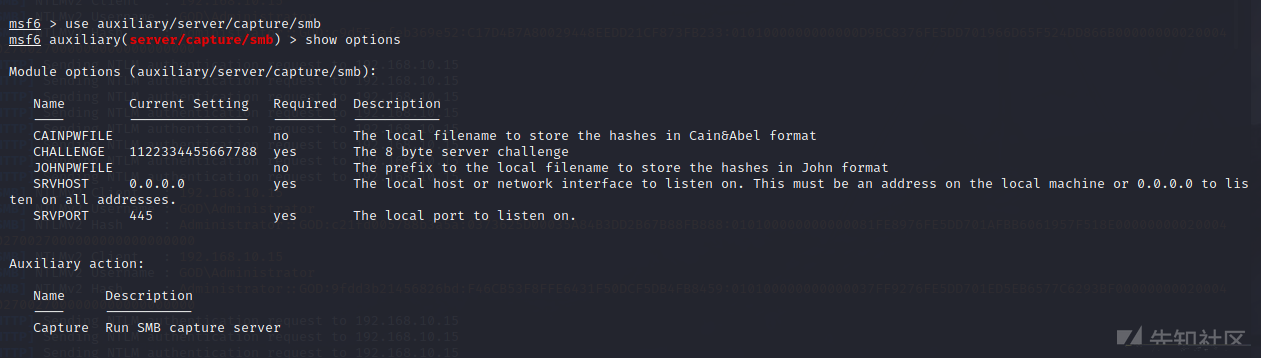 msf6 > use auxiliary/server/capture/smb
msf6 auxiliary(server/capture/smb) > show options
Module options (auxiliary/server/capture/smb):
Name Current Setting Required Description
CAINPWFILE no The local filename to store the hashes in Cain&Abel format
CHALLENGE 1122334455667788 yes The 8 byte server challenge
JOHNPWFILE no The prefix to the local filename to store the hashes in John format
SRVHOST 0.0.0.0 yes The local host or network interface to listen on. This must be an address on the local machine or 0.0.0.0 to lis
ten on all addresses.
SRVPORT 445 yes The local port to listen on.
Auxiliary action:
Name Description
Capture Run SMB capture server
先知社区